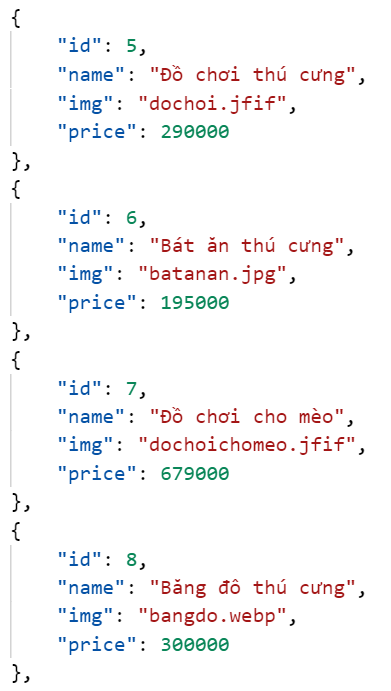 {
"id": 5,
"name": "Đồ chơi thú cưng",
"img": "dochoi.jfif",
"price": 290000
},
{
"id": 6,
"name": "Bát ăn thú cưng",
"img": "batanan.jpg",
"price": 195000
},
{
"id": 7,
"name": "Đồ chơi cho mèo",
"img": "dochoichomeo.jfif",
"price": 679000
},
{
"id": 8,
"name": "Băng đô thú cưng",
"img": "bangdo.webp",
"price": 300000
},